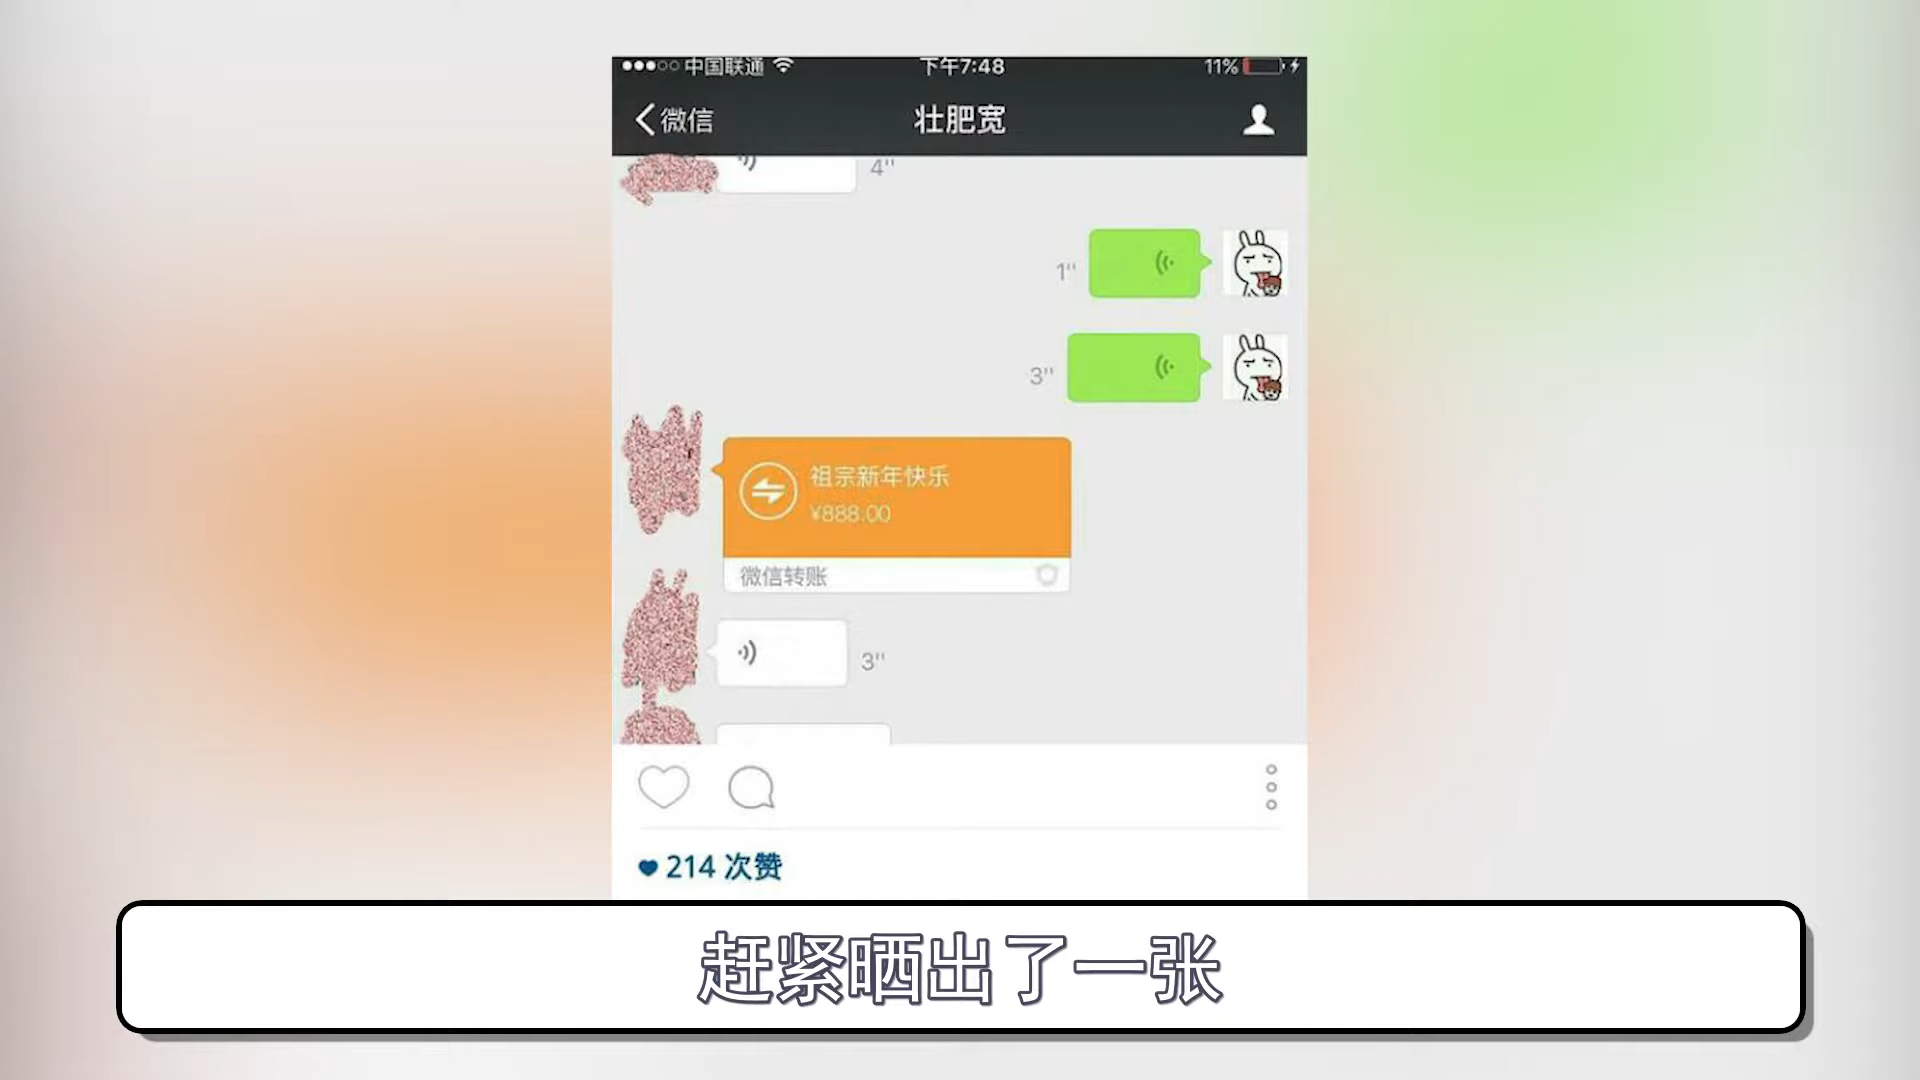 中国联通 下午7:48 11%
微信 壮肥宽
4"
1"
3"
祖宗新年快乐
¥888.00
微信转账
3"
214 次赞
赶紧晒出了一张